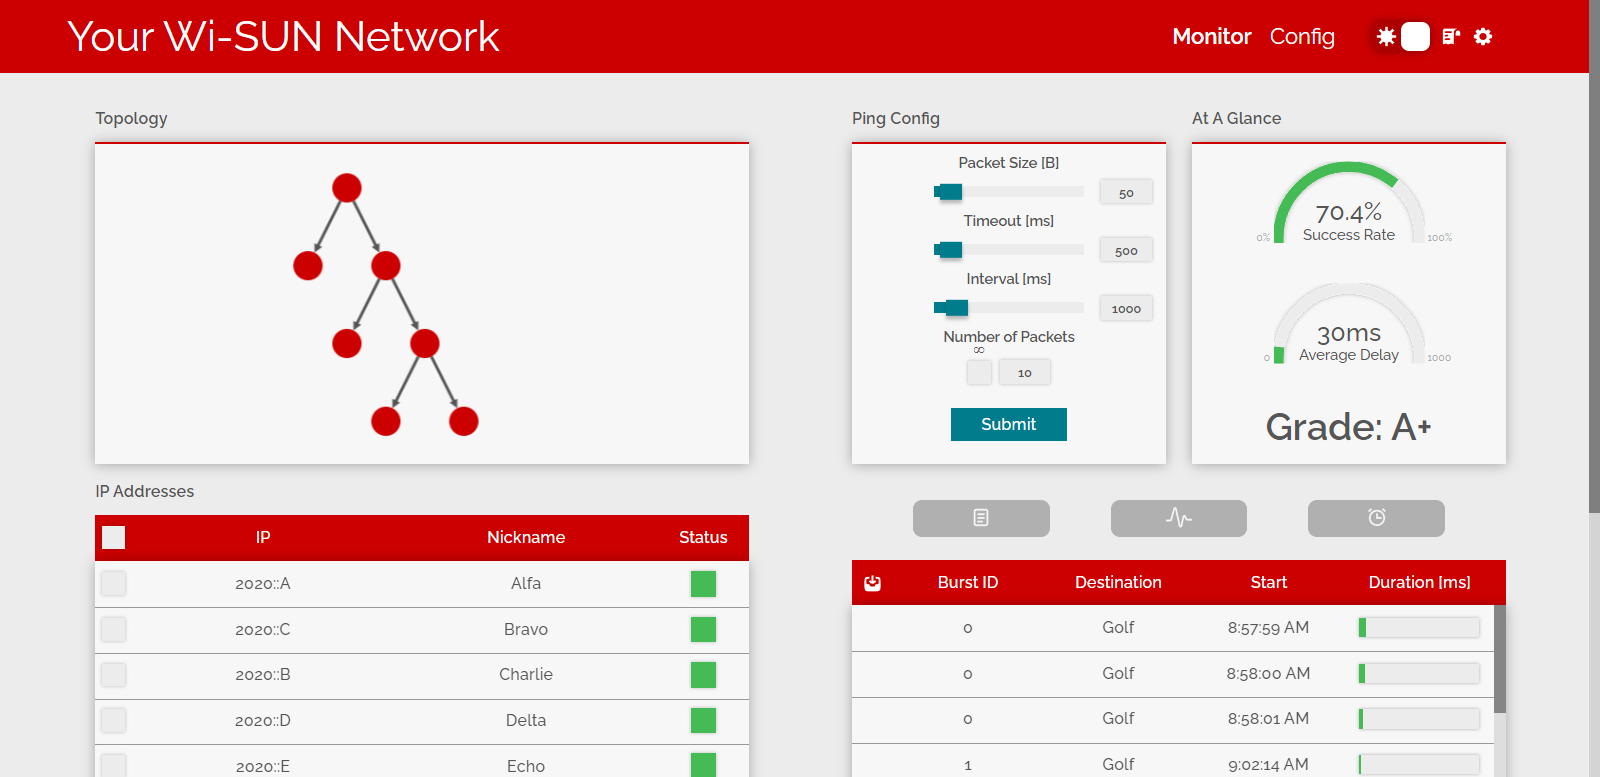 Your Wi-SUN Network
Monitor Config
Topology
Ping Config
Packet Size [B]
50
Timeout [ms]
500
Interval [ms]
1000
Number of Packets
∞
10
Submit
At A Glance
70.4%
Success Rate
0% 100%
30ms
Average Delay
0 1000
Grade: A+
IP Addresses
IP Nickname Status
2020::A Alfa
2020::C Bravo
2020::B Charlie
2020::D Delta
2020::E Echo
Burst ID Destination Start Duration [ms]
0 Golf 8:57:59 AM
0 Golf 8:58:00 AM
0 Golf 8:58:01 AM
1 Golf 9:02:14 AM